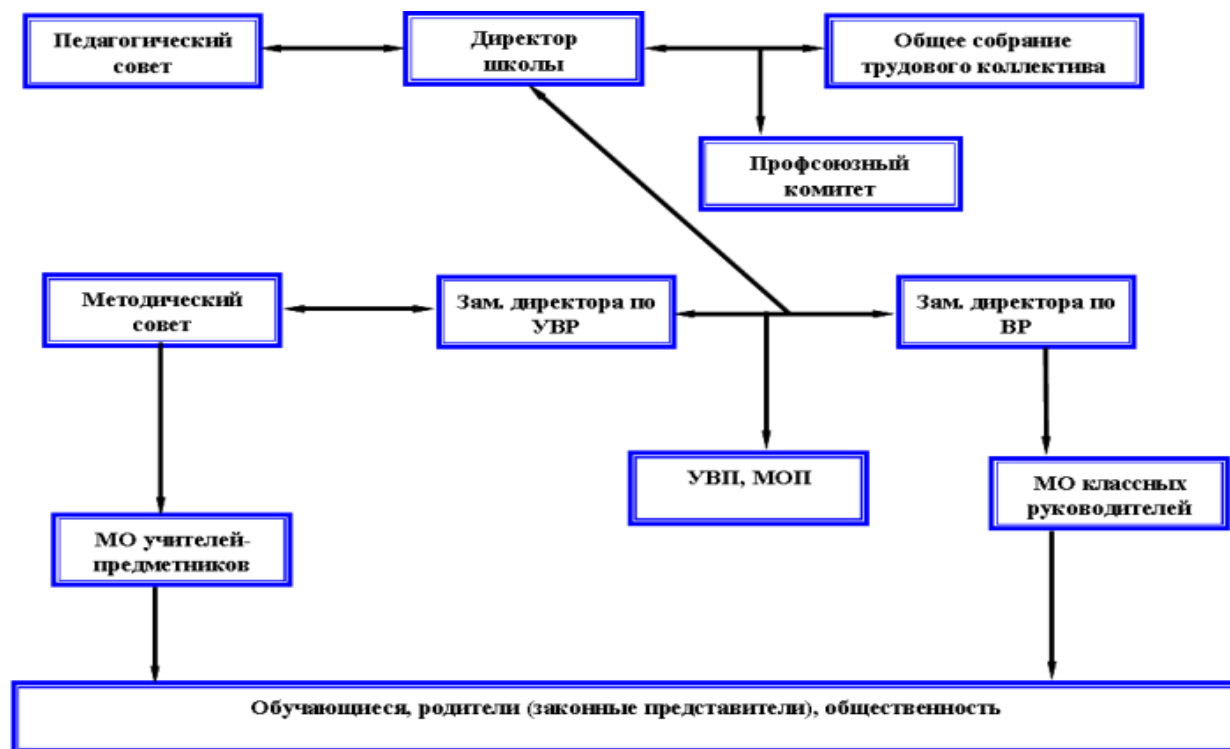 Педагогический
совет
Директор
школы
Общее собрание
трудового коллектива
Профсоюзный
комитет
Методический
совет
Зам. директора по
УВР
Зам. директора по
ВР
УВП, МОП
МО классных
руководителей
МО учителей-
предметников
Обучающиеся, родители (законные представители), общественность